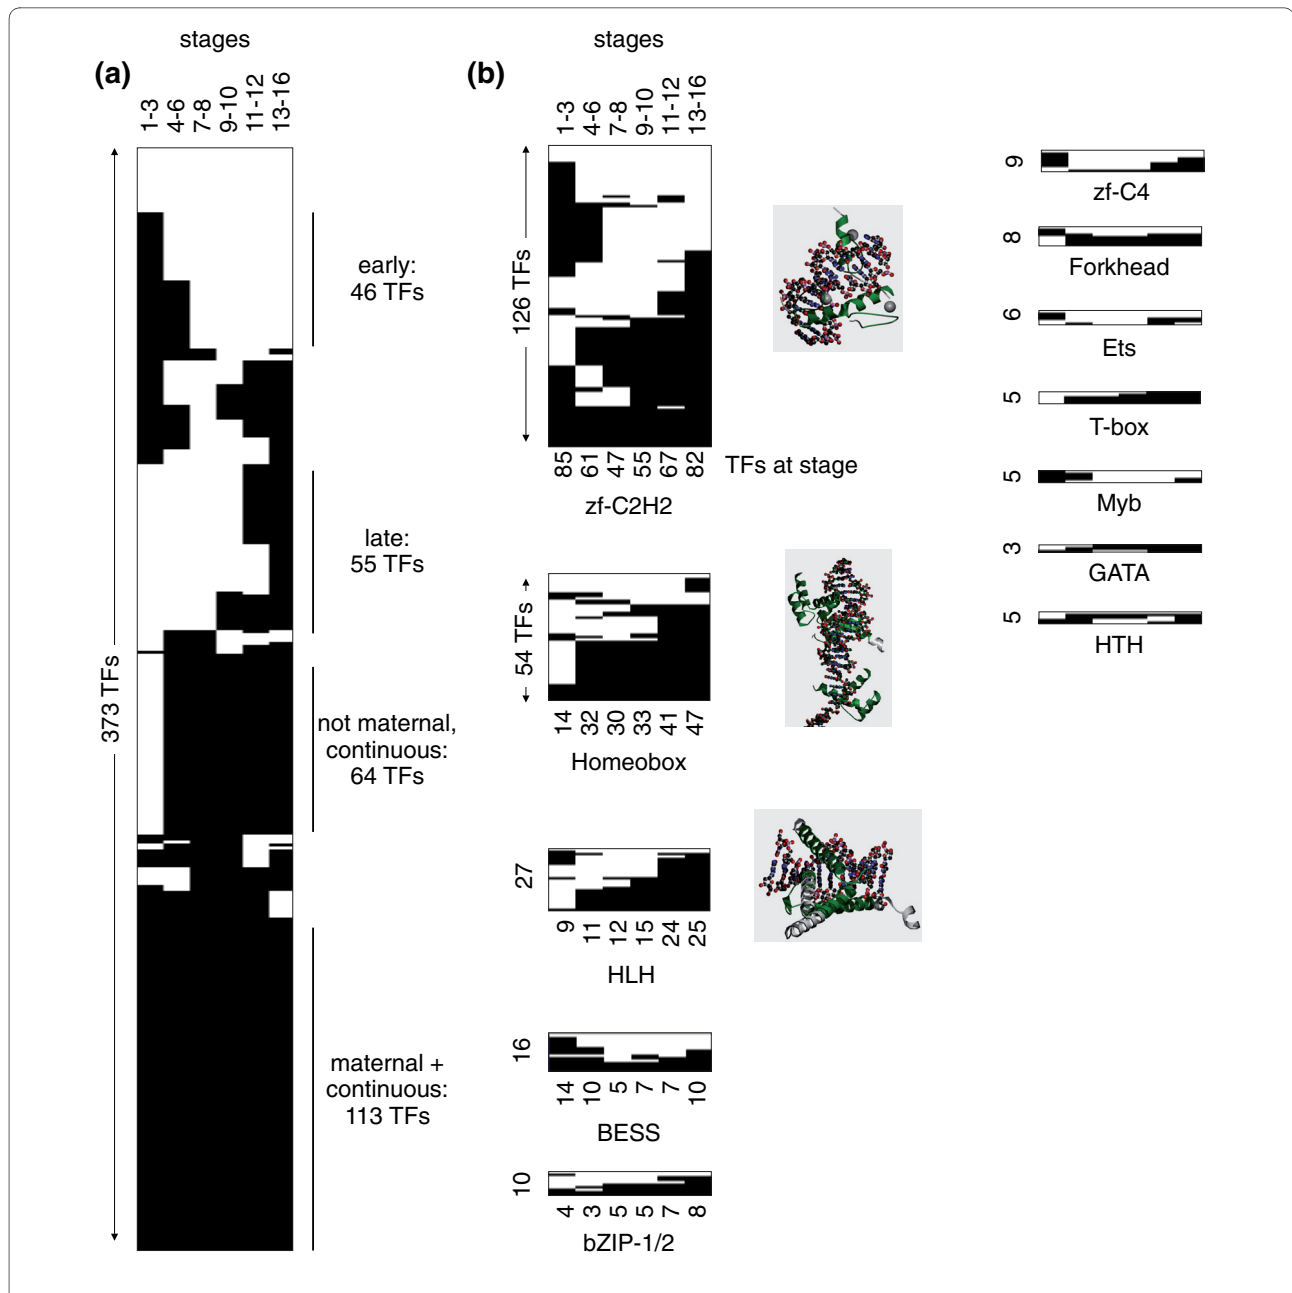 stages
(a)
1-3
4-6
7-8
9-10
11-12
13-16
373 TFs
early:
46 TFs
late:
55 TFs
not maternal,
continuous:
64 TFs
maternal +
continuous:
113 TFs
stages
(b)
1-3
4-6
7-8
9-10
11-12
13-16
126 TFs
85 61 47 55 67 82 TFs at stage
zf-C2H2
54 TFs
14 32 30 33 41 47
Homeobox
27
9 11 12 15 24 25
HLH
16
14 10 5 7 7 10
BESS
10
4 3 5 5 7 8
bZIP-1/2
9
zf-C4
8
Forkhead
6
Ets
5
T-box
5
Myb
3
GATA
5
HTH